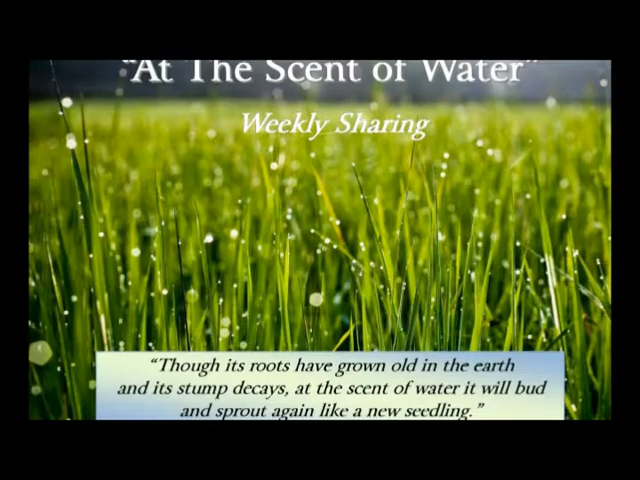 “At The Scent of Water”
Weekly Sharing
“Though its roots have grown old in the earth
and its stump decays, at the scent of water it will bud
and sprout again like a new seedling.”